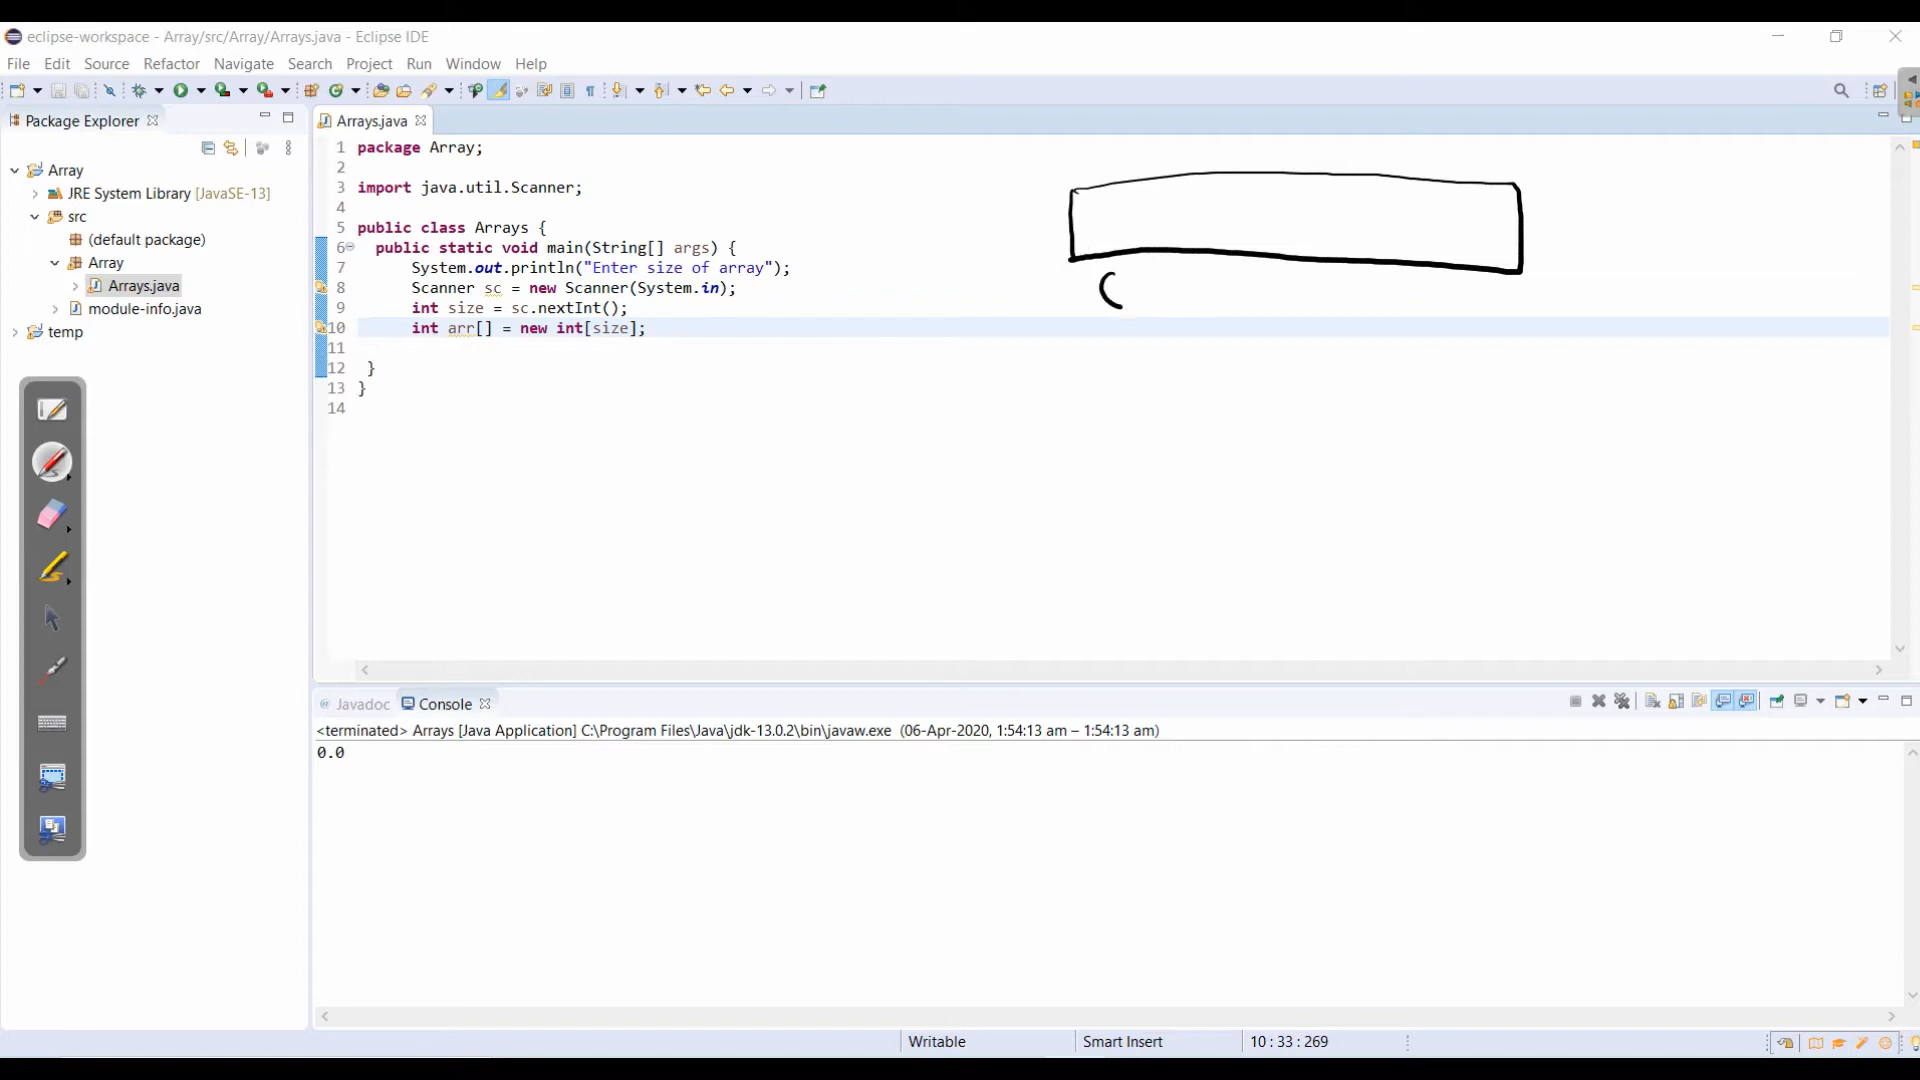 eclipse-workspace - Array/src/Array/Arrays.java - Eclipse IDE
File Edit Source Refactor Navigate Search Project Run Window Help
Package Explorer
Arrays.java
Array
JRE System Library [JavaSE-13]
src
(default package)
Array
Arrays.java
module-info.java
temp
1 package Array;
2
3 import java.util.Scanner;
4
5 public class Arrays {
6 public static void main(String[] args) {
7 System.out.println("Enter size of array");
8 Scanner sc = new Scanner(System.in);
9 int size = sc.nextInt();
10 int arr[] = new int[size];
11
12 }
13 }
14
@ Javadoc Console
<terminated> Arrays [Java Application] C:\Program Files\Java\jdk-13.0.2\bin\javaw.exe (06-Apr-2020, 1:54:13 am – 1:54:13 am)
0.0
Writable Smart Insert 10 : 33 : 269